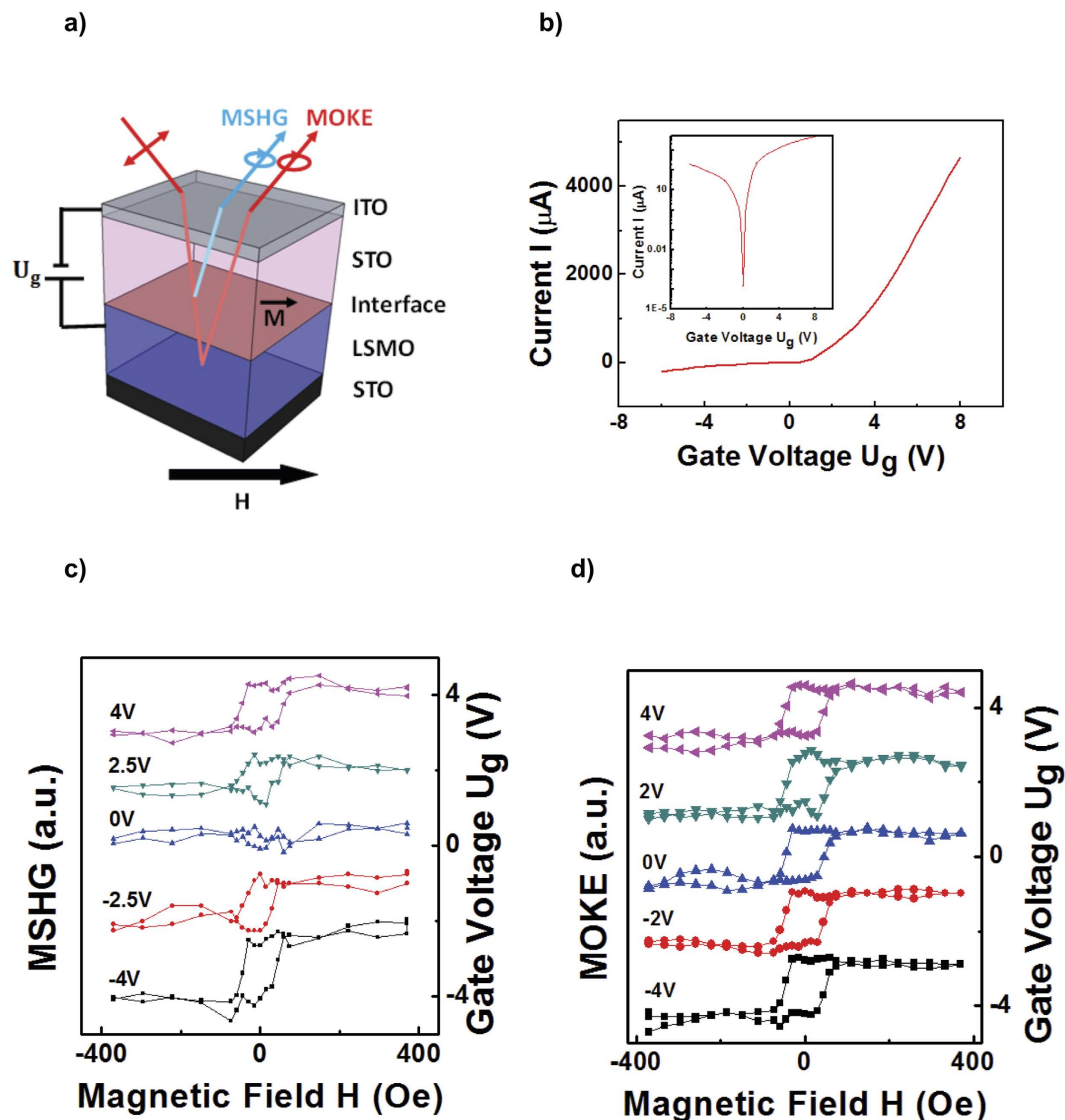 a)
MSHG MOKE
ITO
STO
Ug
Interface
M
LSMO
STO
H
b)
Current I (μA)
4000
2000
0
-8 -4 0 4 8
Gate Voltage Ug (V)
Current I (μA)
10
0.01
1E-5
-8 -4 0 4 8
Gate Voltage Ug (V)
c)
MSHG (a.u.)
4V
2.5V
0V
-2.5V
-4V
4
0
-4
Gate Voltage Ug (V)
-400 0 400
Magnetic Field H (Oe)
d)
MOKE (a.u.)
4V
2V
0V
-2V
-4V
4
0
-4
Gate Voltage Ug (V)
-400 0 400
Magnetic Field H (Oe)